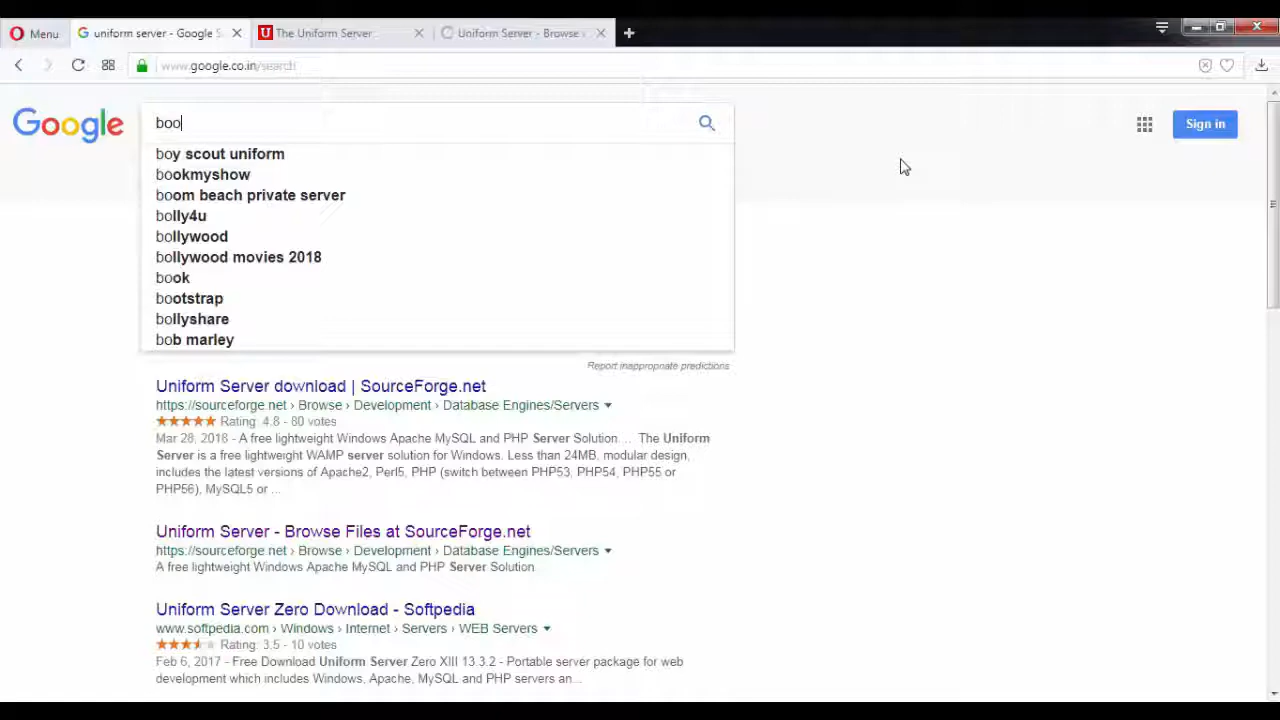 Menu
uniform server - Google S
The Uniform Server
Uniform Server - Browse
www.google.co.in/search
Google
boo
Sign in
boy scout uniform
bookmyshow
boom beach private server
bolly4u
bollywood
bollywood movies 2018
book
bootstrap
bollyshare
bob marley
Report inappropriate predictions
Uniform Server download | SourceForge.net
https://sourceforge.net › Browse › Development › Database Engines/Servers
Rating: 4.8 - 80 votes
Mar 28, 2018 - A free lightweight Windows Apache MySQL and PHP Server Solution ... The Uniform
Server is a free lightweight WAMP server solution for Windows. Less than 24MB, modular design,
includes the latest versions of Apache2, Perl5, PHP (switch between PHP53, PHP54, PHP55 or
PHP56), MySQL5 or ...
Uniform Server - Browse Files at SourceForge.net
https://sourceforge.net › Browse › Development › Database Engines/Servers
A free lightweight Windows Apache MySQL and PHP Server Solution
Uniform Server Zero Download - Softpedia
www.softpedia.com › Windows › Internet › Servers › WEB Servers
Rating: 3.5 - 10 votes
Feb 6, 2017 - Free Download Uniform Server Zero XIII 13.3.2 - Portable server package for web
development which includes Windows, Apache, MySQL and PHP servers an...